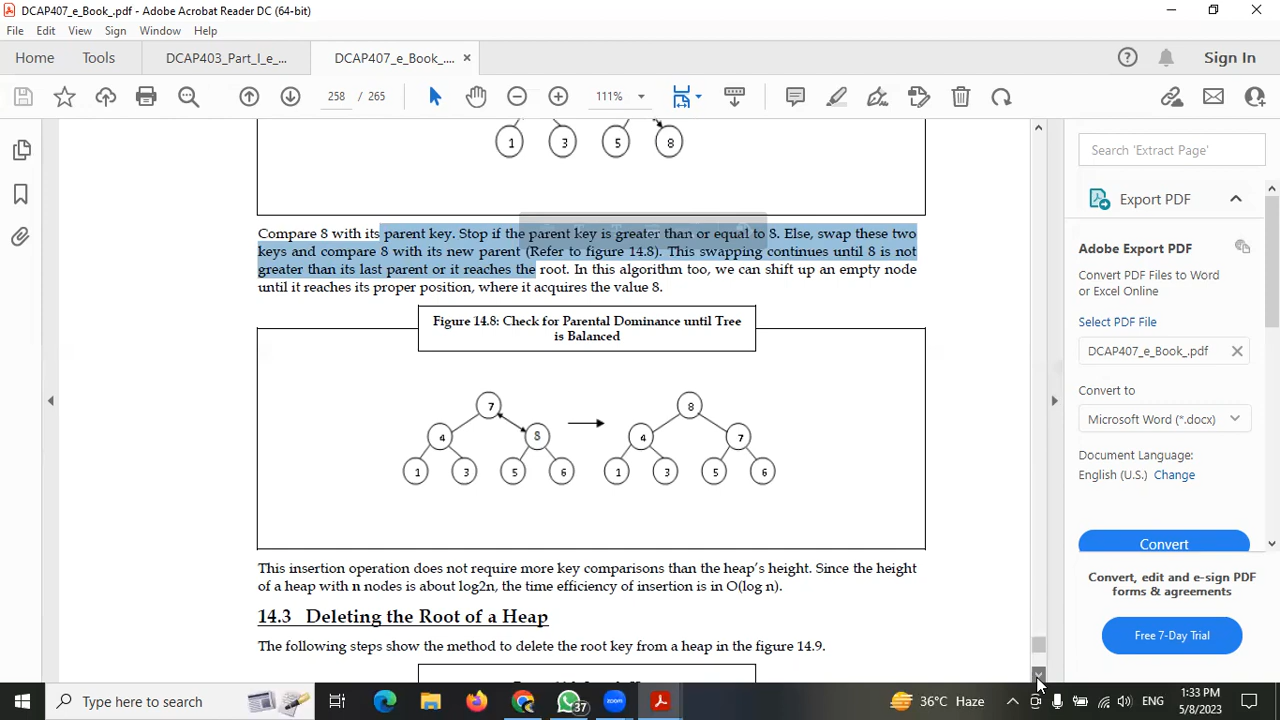 DCAP407_e_Book_.pdf - Adobe Acrobat Reader DC (64-bit)
File Edit View Sign Window Help
Home Tools DCAP403_Part_I_e_... DCAP407_e_Book_.... × Sign In
258 / 265 111%
1 3 5 8
Compare 8 with its parent key. Stop if the parent key is greater than or equal to 8. Else, swap these two
keys and compare 8 with its new parent (Refer to figure 14.8). This swapping continues until 8 is not
greater than its last parent or it reaches the root. In this algorithm too, we can shift up an empty node
until it reaches its proper position, where it acquires the value 8.
Figure 14.8: Check for Parental Dominance until Tree
is Balanced
7 8
4 8 4 7
1 3 5 6 1 3 5 6
This insertion operation does not require more key comparisons than the heap's height. Since the height
of a heap with n nodes is about log2n, the time efficiency of insertion is in O(log n).
14.3 Deleting the Root of a Heap
The following steps show the method to delete the root key from a heap in the figure 14.9.
Search 'Extract Page'
Export PDF
Adobe Export PDF
Convert PDF Files to Word
or Excel Online
Select PDF File
DCAP407_e_Book_.pdf
Convert to
Microsoft Word (*.docx)
Document Language:
English (U.S.) Change
Convert
Convert, edit and e-sign PDF
forms & agreements
Free 7-Day Trial
Type here to search
zoom
37
36°C Haze
ENG
1:33 PM
5/8/2023